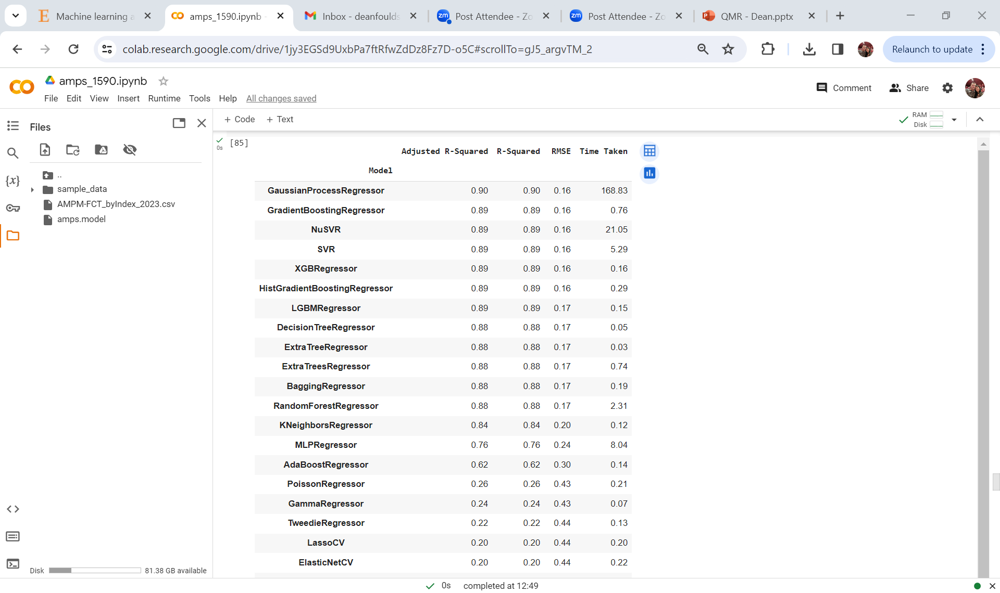 Machine learning a
amps_1590.ipynb -
Inbox - deanfoulds
zm Post Attendee - Zo
zm Post Attendee - Zo
QMR - Dean.pptx
colab.research.google.com/drive/1jy3EGSd9UxbPa7ftRfwZdDz8Fz7D-o5C#scrollTo=gJ5_argvTM_2
Relaunch to update
amps_1590.ipynb
File Edit View Insert Runtime Tools Help All changes saved
Comment Share
Files
+ Code + Text
RAM
Disk
..
sample_data
AMPM-FCT_byIndex_2023.csv
amps.model
{x}
Disk 81.38 GB available
[85]
0s
Adjusted R-Squared R-Squared RMSE Time Taken
Model
GaussianProcessRegressor 0.90 0.90 0.16 168.83
GradientBoostingRegressor 0.89 0.89 0.16 0.76
NuSVR 0.89 0.89 0.16 21.05
SVR 0.89 0.89 0.16 5.29
XGBRegressor 0.89 0.89 0.16 0.16
HistGradientBoostingRegressor 0.89 0.89 0.16 0.29
LGBMRegressor 0.89 0.89 0.17 0.15
DecisionTreeRegressor 0.88 0.88 0.17 0.05
ExtraTreeRegressor 0.88 0.88 0.17 0.03
ExtraTreesRegressor 0.88 0.88 0.17 0.74
BaggingRegressor 0.88 0.88 0.17 0.19
RandomForestRegressor 0.88 0.88 0.17 2.31
KNeighborsRegressor 0.84 0.84 0.20 0.12
MLPRegressor 0.76 0.76 0.24 8.04
AdaBoostRegressor 0.62 0.62 0.30 0.14
PoissonRegressor 0.26 0.26 0.43 0.21
GammaRegressor 0.24 0.24 0.43 0.07
TweedieRegressor 0.22 0.22 0.44 0.13
LassoCV 0.20 0.20 0.44 0.20
ElasticNetCV 0.20 0.20 0.44 0.22
0s completed at 12:49